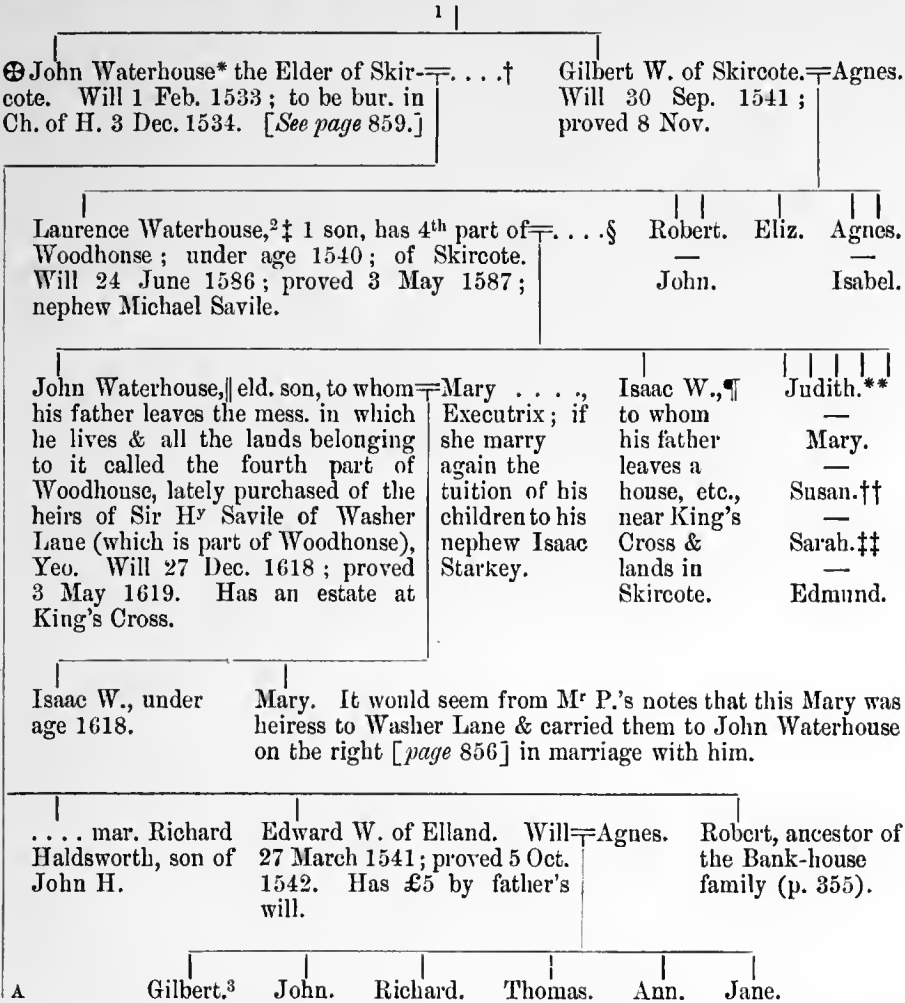 1
⊕ John Waterhouse* the Elder of Skir-=. . . .†
cote. Will 1 Feb. 1533 ; to be bur. in
Ch. of H. 3 Dec. 1534. [See page 859.]
Gilbert W. of Skircote.=Agnes.
Will 30 Sep. 1541 ;
proved 8 Nov.
Laurence Waterhouse,²‡ 1 son, has 4th part of=. . . .§
Woodhonse ; under age 1540 ; of Skircote.
Will 24 June 1586 ; proved 3 May 1587 ;
nephew Michael Savile.
Robert.
—
John.
Eliz.
Agnes.
—
Isabel.
John Waterhouse,‖ eld. son, to whom=
his father leaves the mess. in which
he lives & all the lands belonging
to it called the fourth part of
Woodhouse, lately purchased of the
heirs of Sir Hy Savile of Washer
Lane (which is part of Woodhonse),
Yeo. Will 27 Dec. 1618 ; proved
3 May 1619. Has an estate at
King's Cross.
Mary . . . .,
Executrix ; if
she marry
again the
tuition of his
children to his
nephew Isaac
Starkey.
Isaac W.,¶
to whom
his father
leaves a
house, etc.,
near King's
Cross &
lands in
Skircote.
Judith.**
—
Mary.
—
Susan.††
—
Sarah.‡‡
—
Edmund.
Isaac W., under
age 1618.
Mary. It would seem from Mr P.'s notes that this Mary was
heiress to Washer Lane & carried them to John Waterhouse
on the right [page 856] in marriage with him.
. . . . mar. Richard
Haldsworth, son of
John H.
Edward W. of Elland. Will=Agnes.
27 March 1541 ; proved 5 Oct.
1542. Has £5 by father's
will.
Robert, ancestor of
the Bank-house
family (p. 355).
A
Gilbert.³ John. Richard. Thomas. Ann. Jane.